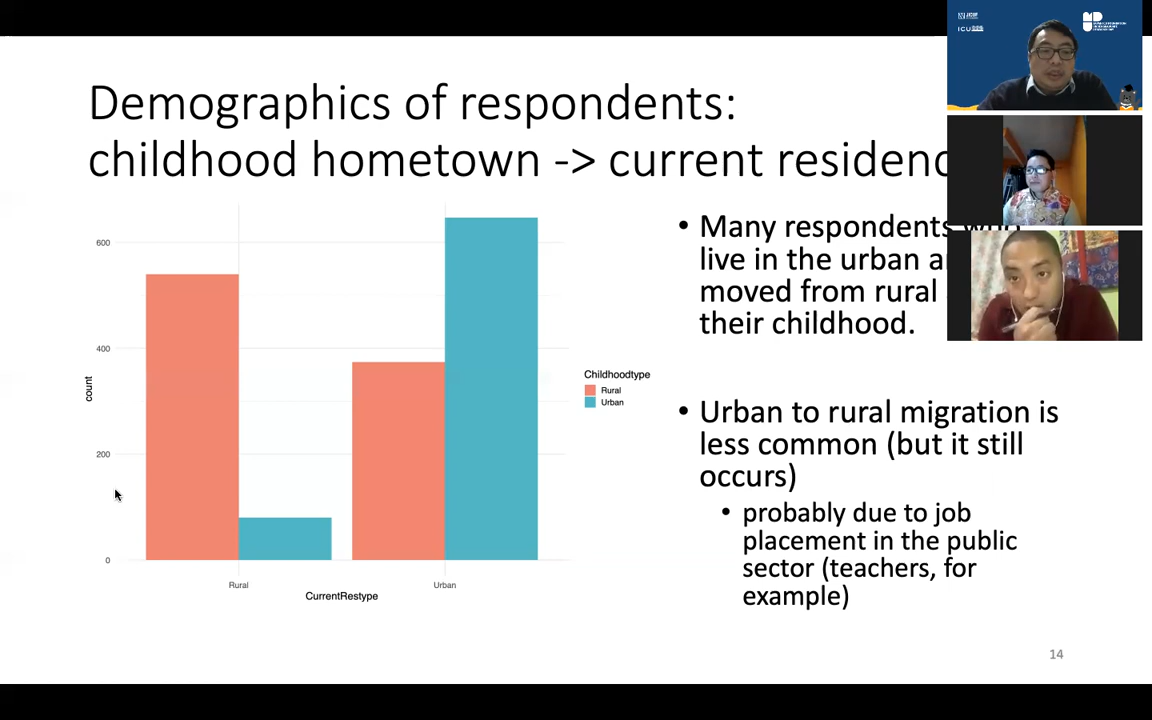 Demographics of respondents:
childhood hometown -> current residenc
600
400
200
0
count
Rural
Urban
CurrentRestype
Childhoodtype
Rural
Urban
• Many respondents who
live in the urban a
moved from rural
their childhood.
• Urban to rural migration is
less common (but it still
occurs)
• probably due to job
placement in the public
sector (teachers, for
example)
14
ICU